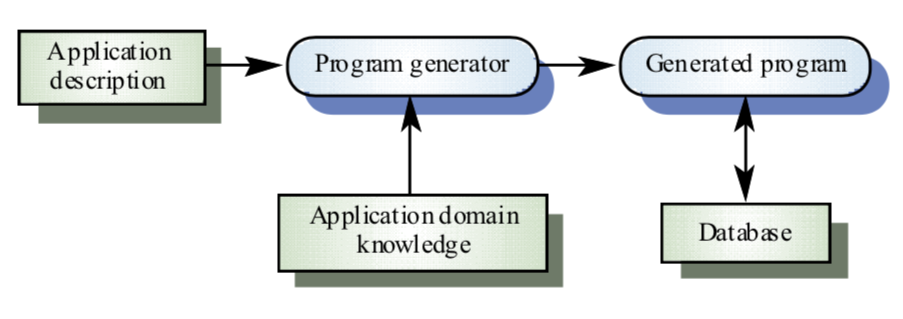 Application
description
Program generator
Generated program
Application domain
knowledge
Database